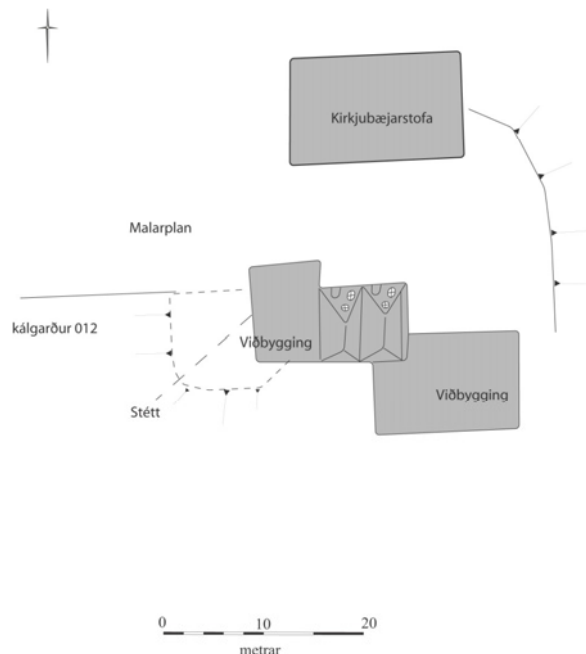 Kirkjubæjarstofa
Malarplan
kálgarður 012
Viðbygging
Viðbygging
Stétt
0 10 20
metrar